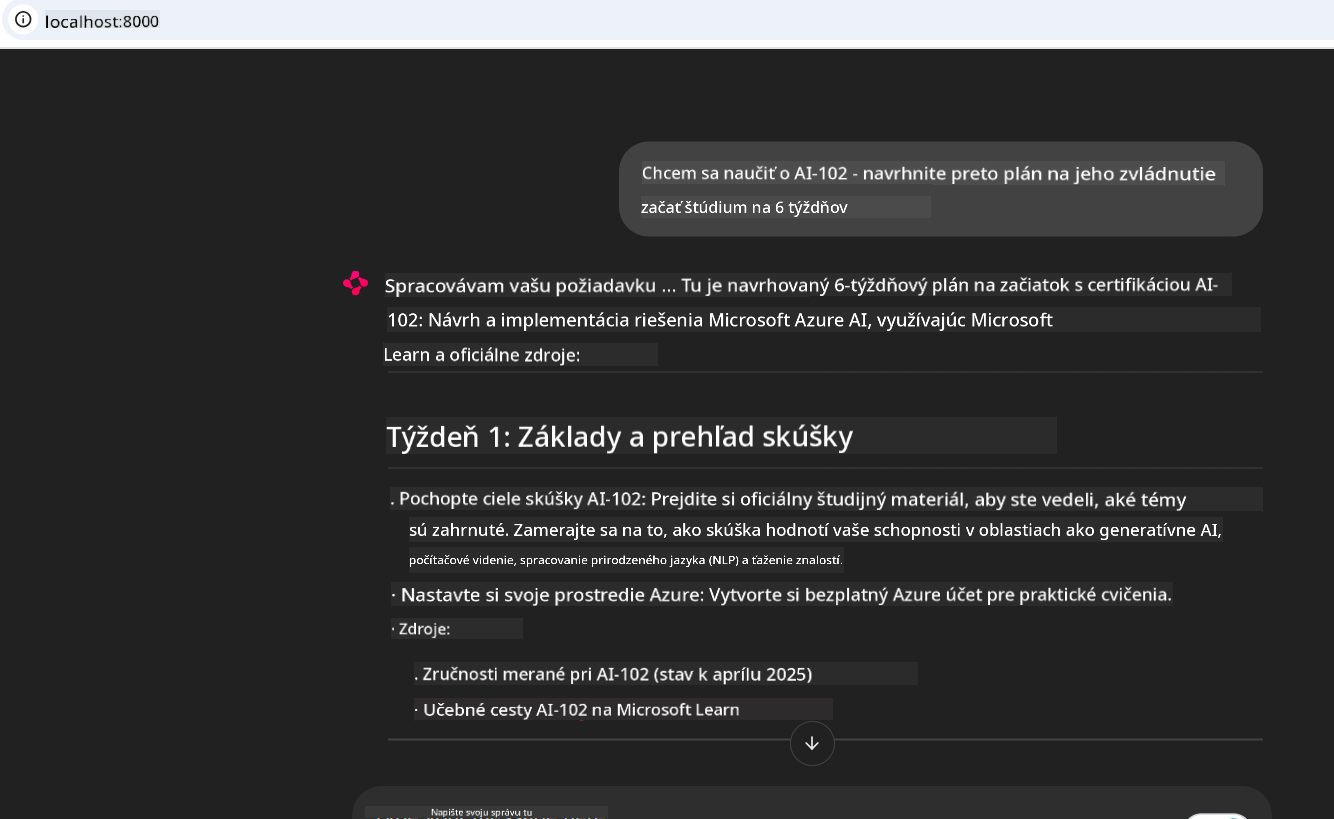 localhost:8000
Chcem sa naučiť o AI-102 - navrhnite preto plán na jeho zvládnutie
začať štúdium na 6 týždňov
Spracovávam vašu požiadavku ... Tu je navrhovaný 6-týždňový plán na začiatok s certifikáciou AI-
102: Návrh a implementácia riešenia Microsoft Azure AI, využívajúc Microsoft
Learn a oficiálne zdroje:
Týždeň 1: Základy a prehľad skúšky
. Pochopte ciele skúšky AI-102: Prejdite si oficiálny študijný materiál, aby ste vedeli, aké témy
sú zahrnuté. Zamerajte sa na to, ako skúška hodnotí vaše schopnosti v oblastiach ako generatívne AI,
počítačové videnie, spracovanie prirodzeného jazyka (NLP) a ťaženie znalostí.
· Nastavte si svoje prostredie Azure: Vytvorte si bezplatný Azure účet pre praktické cvičenia.
· Zdroje:
. Zručnosti merané pri AI-102 (stav k aprílu 2025)
· Učebné cesty AI-102 na Microsoft Learn
Napíšte svoju správu tu